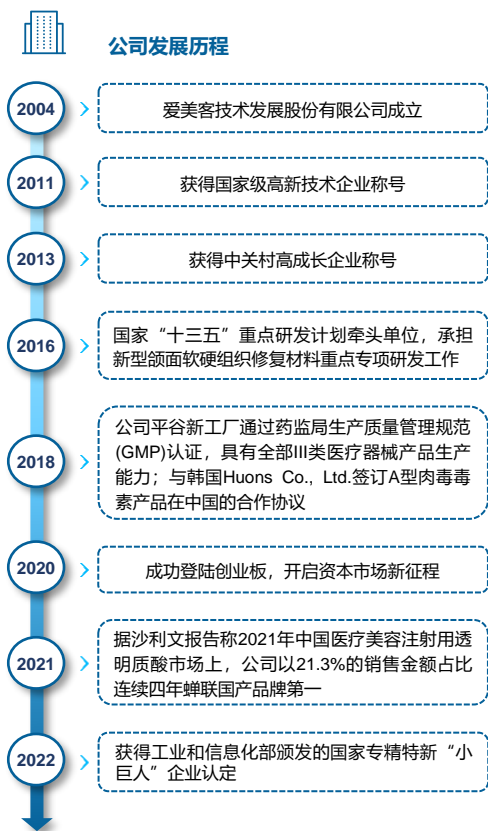 公司发展历程
2004
爱美客技术发展股份有限公司成立
2011
获得国家级高新技术企业称号
2013
获得中关村高成长企业称号
2016
国家“十三五”重点研发计划牵头单位，承担
新型颌面软硬组织修复材料重点专项研发工作
2018
公司平谷新工厂通过药监局生产质量管理规范
(GMP)认证，具有全部III类医疗器械产品生产
能力；与韩国Huons Co., Ltd.签订A型肉毒毒
素产品在中国的合作协议
2020
成功登陆创业板，开启资本市场新征程
2021
据沙利文报告称2021年中国医疗美容注射用透
明质酸市场上，公司以21.3%的销售金额占比
连续四年蝉联国产品牌第一
2022
获得工业和信息化部颁发的国家专精特新“小
巨人”企业认定